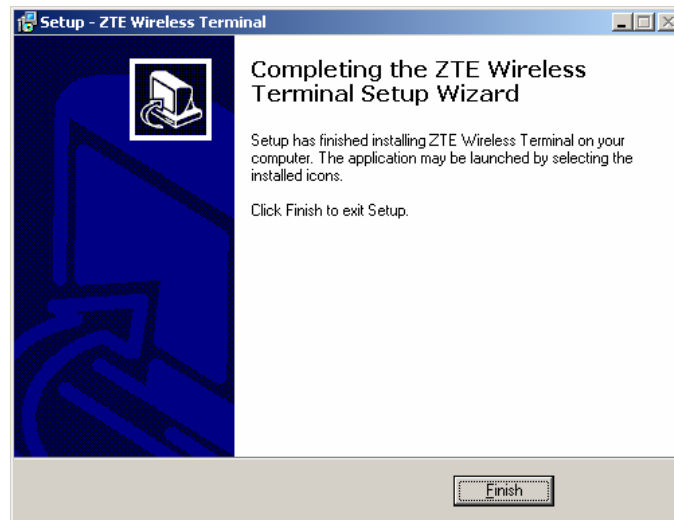 Setup - ZTE Wireless Terminal
Completing the ZTE Wireless
Terminal Setup Wizard
Setup has finished installing ZTE Wireless Terminal on your
computer. The application may be launched by selecting the
installed icons.
Click Finish to exit Setup.
Finish